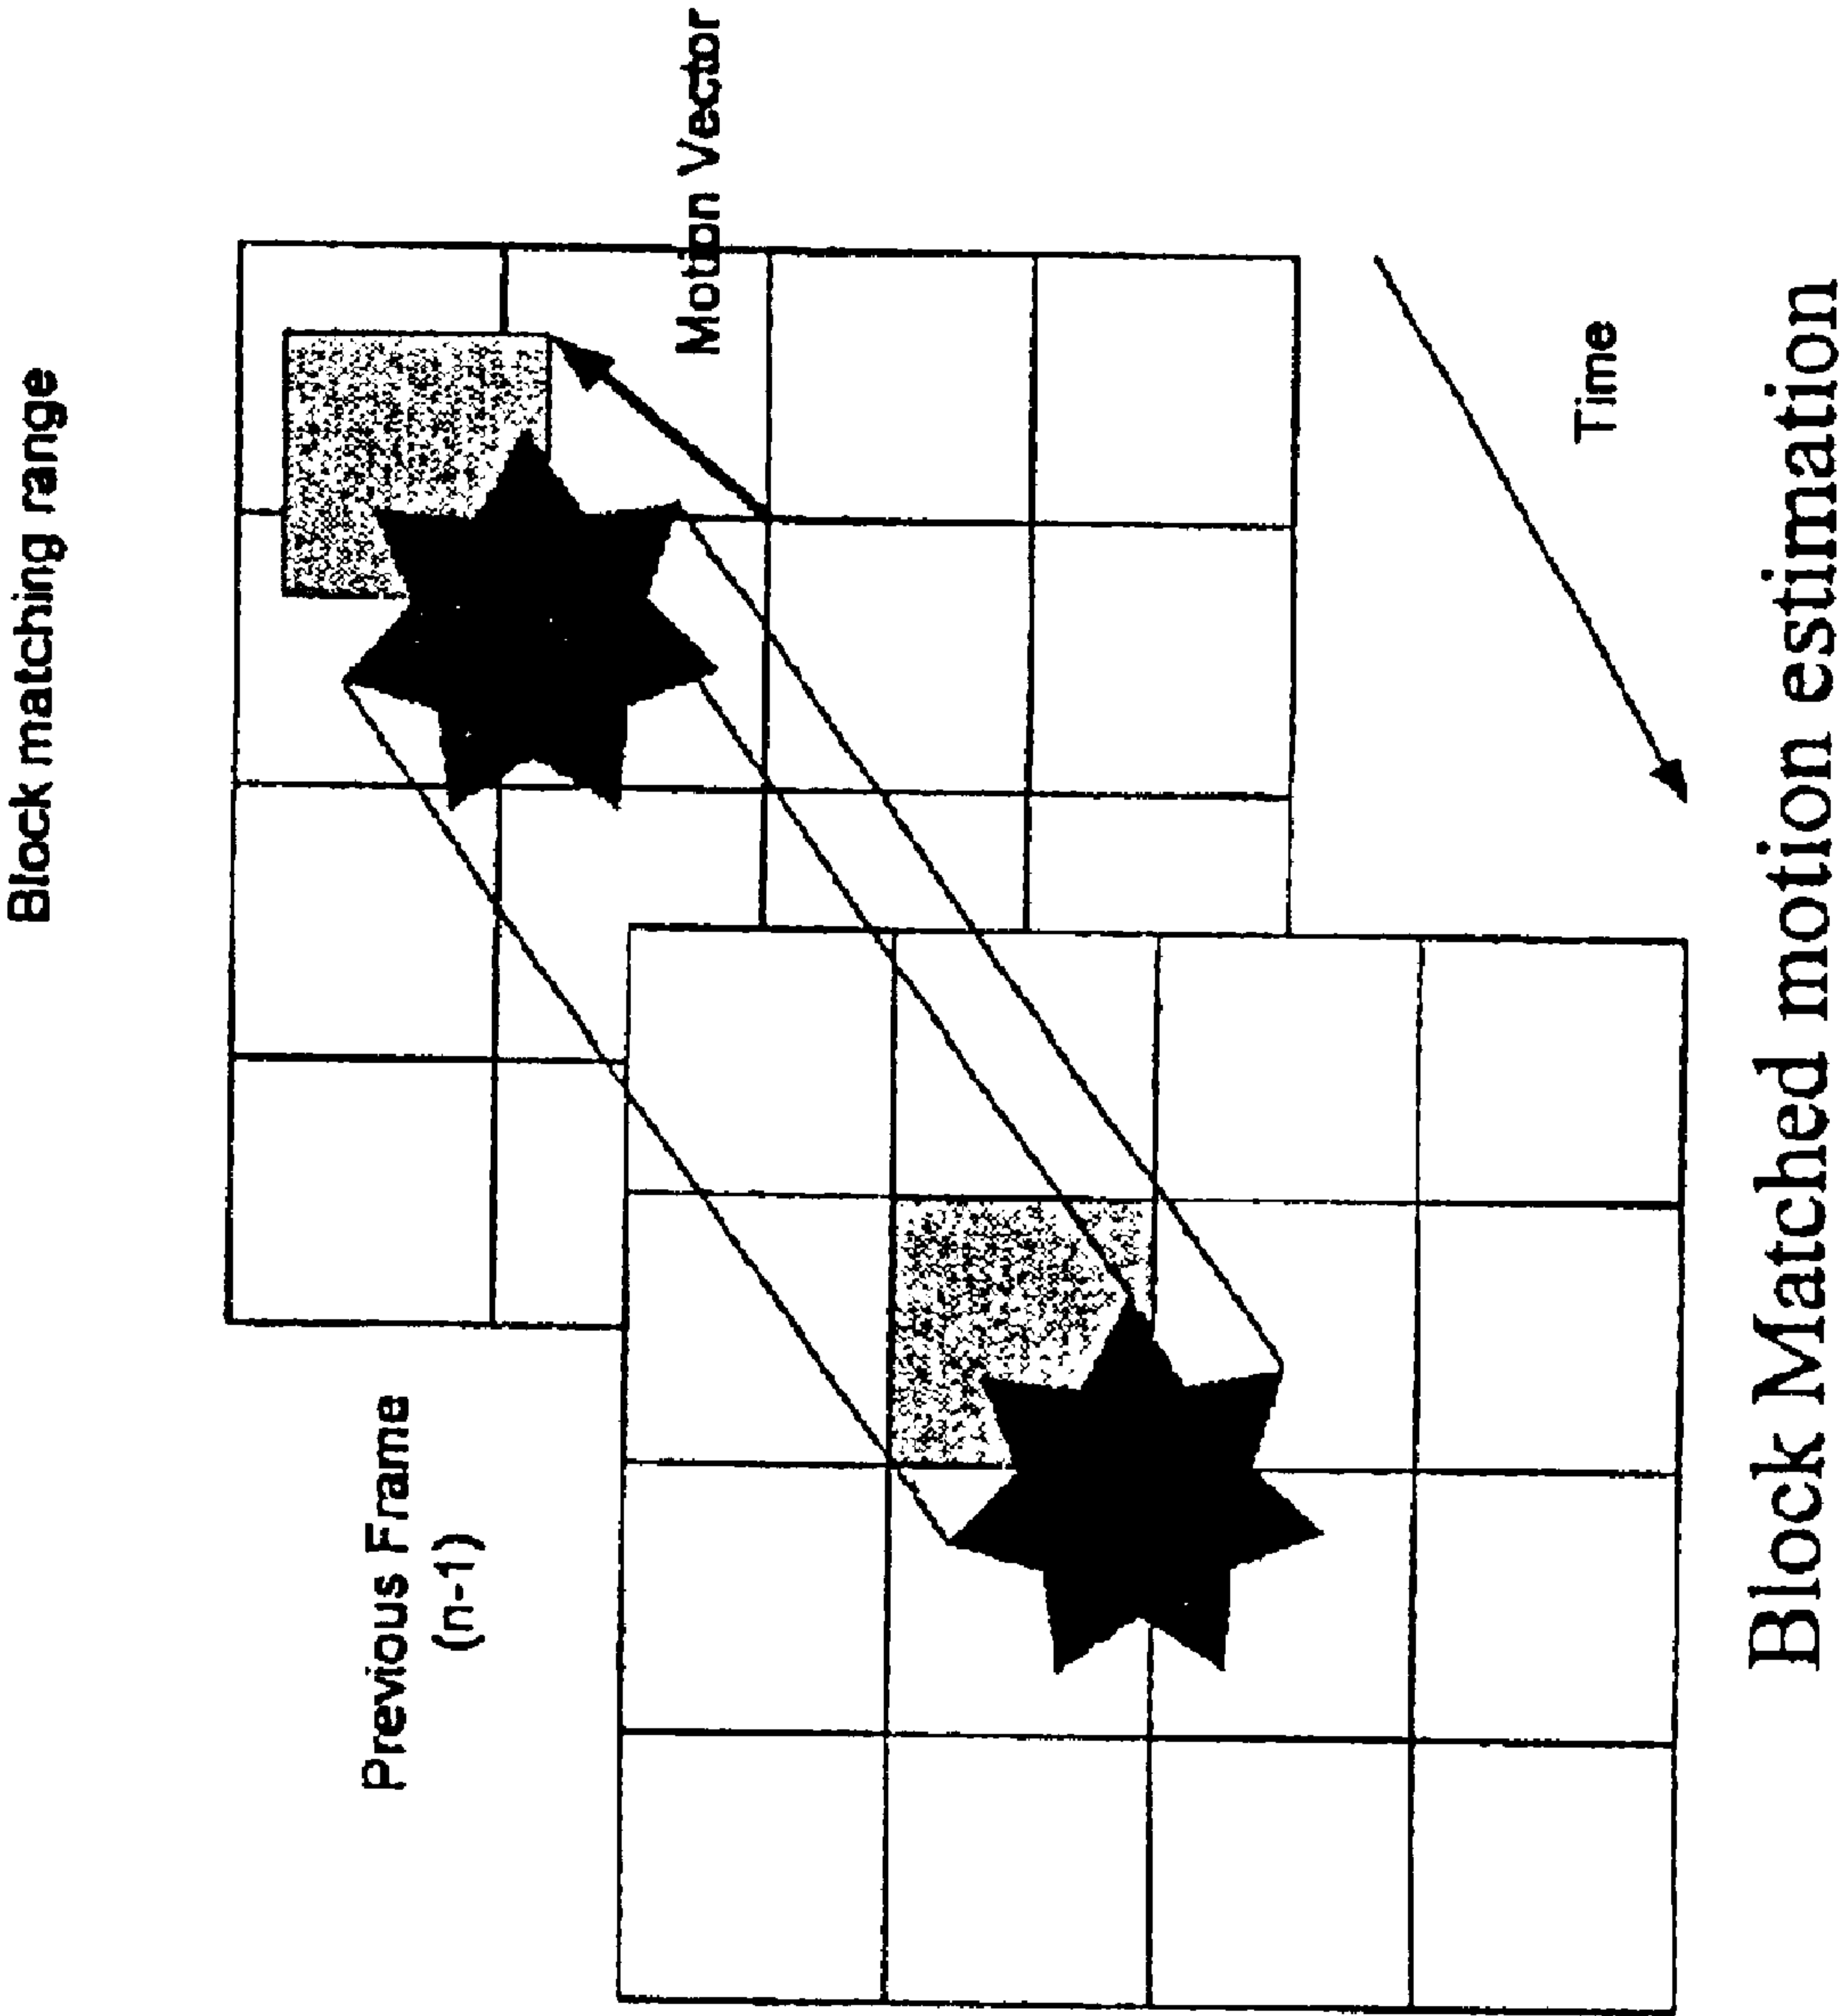 Block matching range
Previous Frame
(n-1)
Motion Vector
Time
Block Matched motion estimation